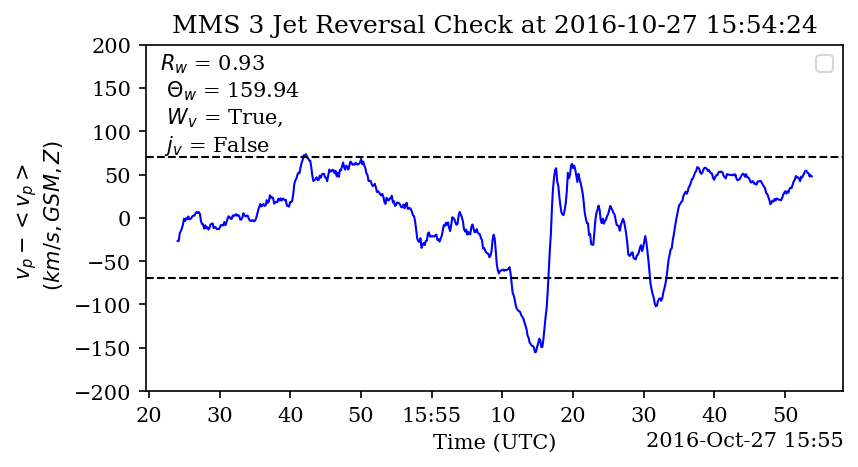 MMS 3 Jet Reversal Check at 2016-10-27 15:54:24
200
150
100
50
0
−50
−100
−150
−200
R_w = 0.93
Θ_w = 159.94
W_v = True,
j_v = False
v_p − < v_p >
(km/s, GSM, Z)
20 30 40 50 15:55 10 20 30 40 50
Time (UTC)
2016-Oct-27 15:55